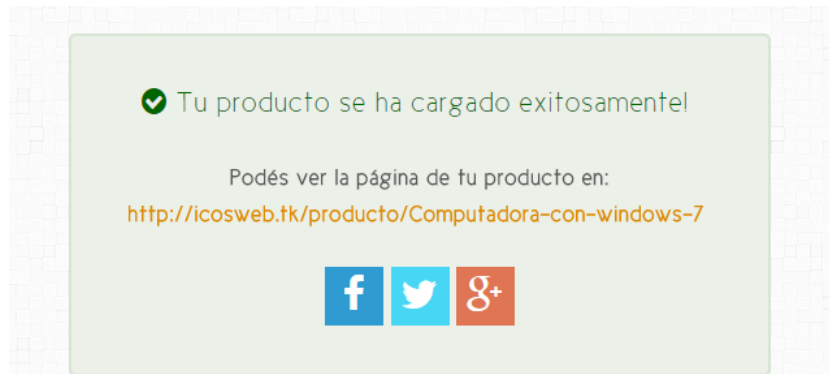 Tu producto se ha cargado exitosamente!
Podés ver la página de tu producto en:
http://icosweb.tk/producto/Computadora-con-windows-7
f
g+